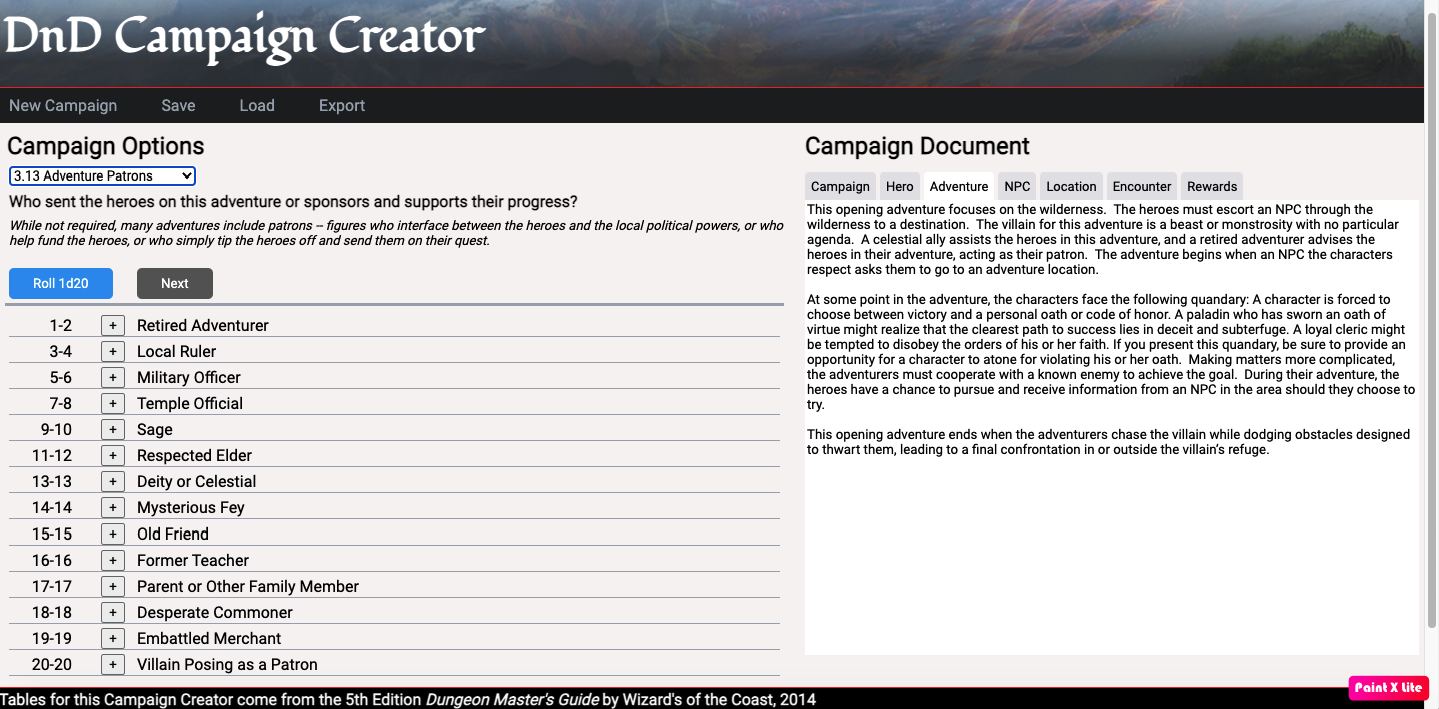 DnD Campaign Creator
New Campaign Save Load Export
Campaign Options
3.13 Adventure Patrons
Who sent the heroes on this adventure or sponsors and supports their progress?
While not required, many adventures include patrons -- figures who interface between the heroes and the local political powers, or who
help fund the heroes, or who simply tip the heroes off and send them on their quest.
Roll 1d20 Next
1-2 + Retired Adventurer
3-4 + Local Ruler
5-6 + Military Officer
7-8 + Temple Official
9-10 + Sage
11-12 + Respected Elder
13-13 + Deity or Celestial
14-14 + Mysterious Fey
15-15 + Old Friend
16-16 + Former Teacher
17-17 + Parent or Other Family Member
18-18 + Desperate Commoner
19-19 + Embattled Merchant
20-20 + Villain Posing as a Patron
Campaign Document
Campaign Hero Adventure NPC Location Encounter Rewards
This opening adventure focuses on the wilderness. The heroes must escort an NPC through the
wilderness to a destination. The villain for this adventure is a beast or monstrosity with no particular
agenda. A celestial ally assists the heroes in this adventure, and a retired adventurer advises the
heroes in their adventure, acting as their patron. The adventure begins when an NPC the characters
respect asks them to go to an adventure location.
At some point in the adventure, the characters face the following quandary: A character is forced to
choose between victory and a personal oath or code of honor. A paladin who has sworn an oath of
virtue might realize that the clearest path to success lies in deceit and subterfuge. A loyal cleric might
be tempted to disobey the orders of his or her faith. If you present this quandary, be sure to provide an
opportunity for a character to atone for violating his or her oath. Making matters more complicated,
the adventurers must cooperate with a known enemy to achieve the goal. During their adventure, the
heroes have a chance to pursue and receive information from an NPC in the area should they choose to
try.
This opening adventure ends when the adventurers chase the villain while dodging obstacles designed
to thwart them, leading to a final confrontation in or outside the villain's refuge.
Tables for this Campaign Creator come from the 5th Edition Dungeon Master's Guide by Wizard's of the Coast, 2014
Paint X Lite